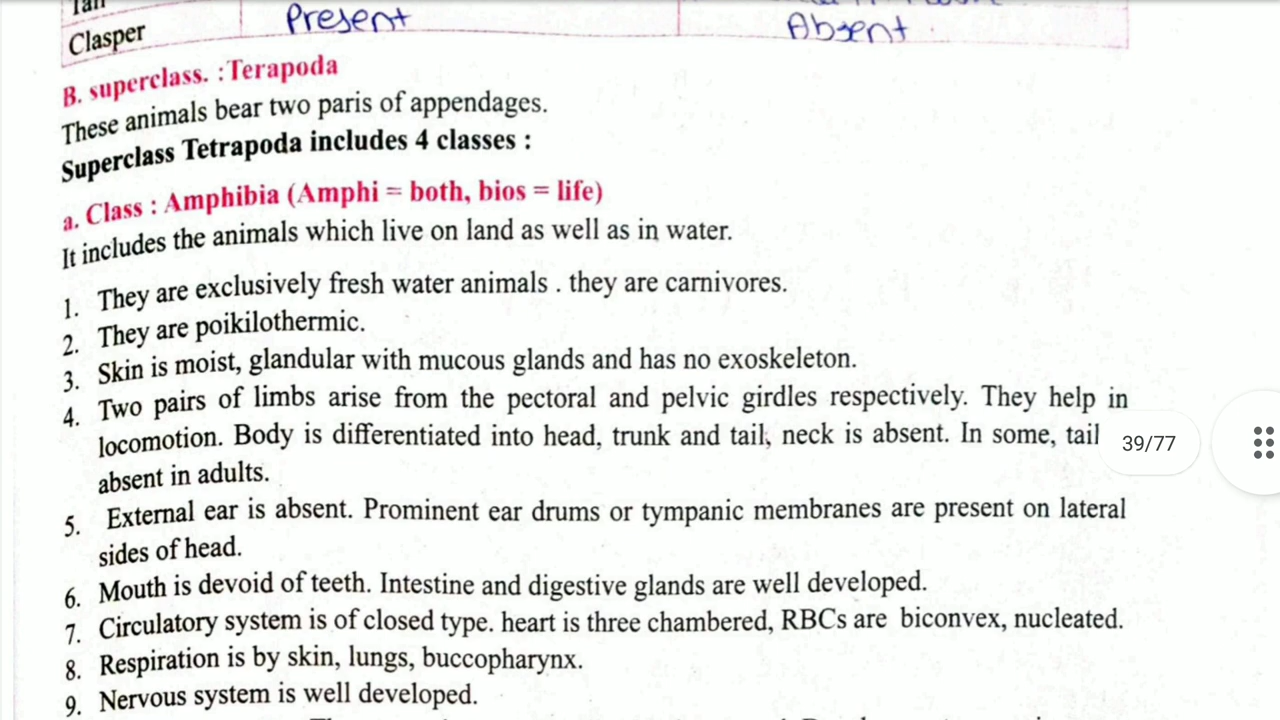 Clasper Present Absent
B. superclass. :Terapoda
These animals bear two paris of appendages.
Superclass Tetrapoda includes 4 classes :
a. Class : Amphibia (Amphi = both, bios = life)
It includes the animals which live on land as well as in water.
1. They are exclusively fresh water animals . they are carnivores.
2. They are poikilothermic.
3. Skin is moist, glandular with mucous glands and has no exoskeleton.
4. Two pairs of limbs arise from the pectoral and pelvic girdles respectively. They help in
locomotion. Body is differentiated into head, trunk and tail, neck is absent. In some, tail
39/77
absent in adults.
5. External ear is absent. Prominent ear drums or tympanic membranes are present on lateral
sides of head.
6. Mouth is devoid of teeth. Intestine and digestive glands are well developed.
7. Circulatory system is of closed type. heart is three chambered, RBCs are biconvex, nucleated.
8. Respiration is by skin, lungs, buccopharynx.
9. Nervous system is well developed.